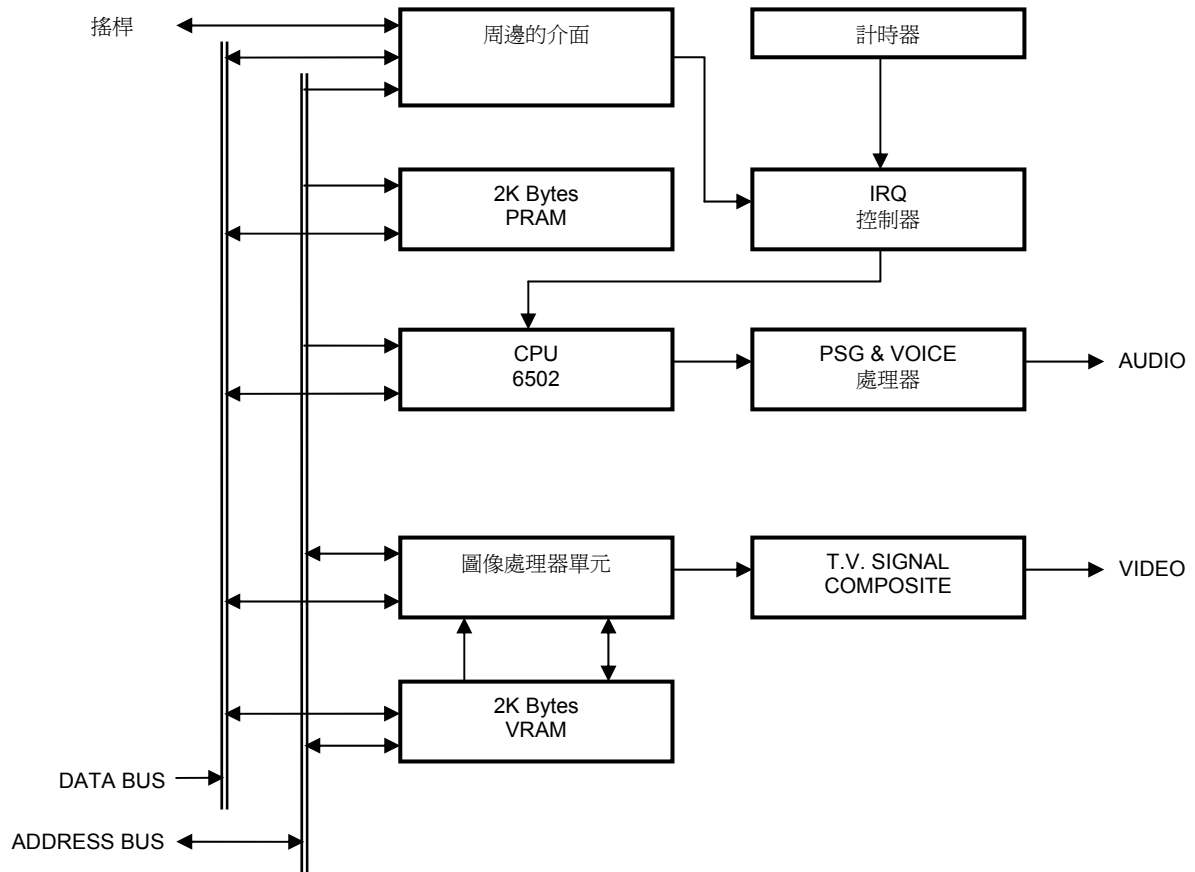 搖桿
周邊的介面
計時器
2K Bytes
PRAM
IRQ
控制器
CPU
6502
PSG & VOICE
處理器
AUDIO
圖像處理器單元
T.V. SIGNAL
COMPOSITE
VIDEO
2K Bytes
VRAM
DATA BUS
ADDRESS BUS